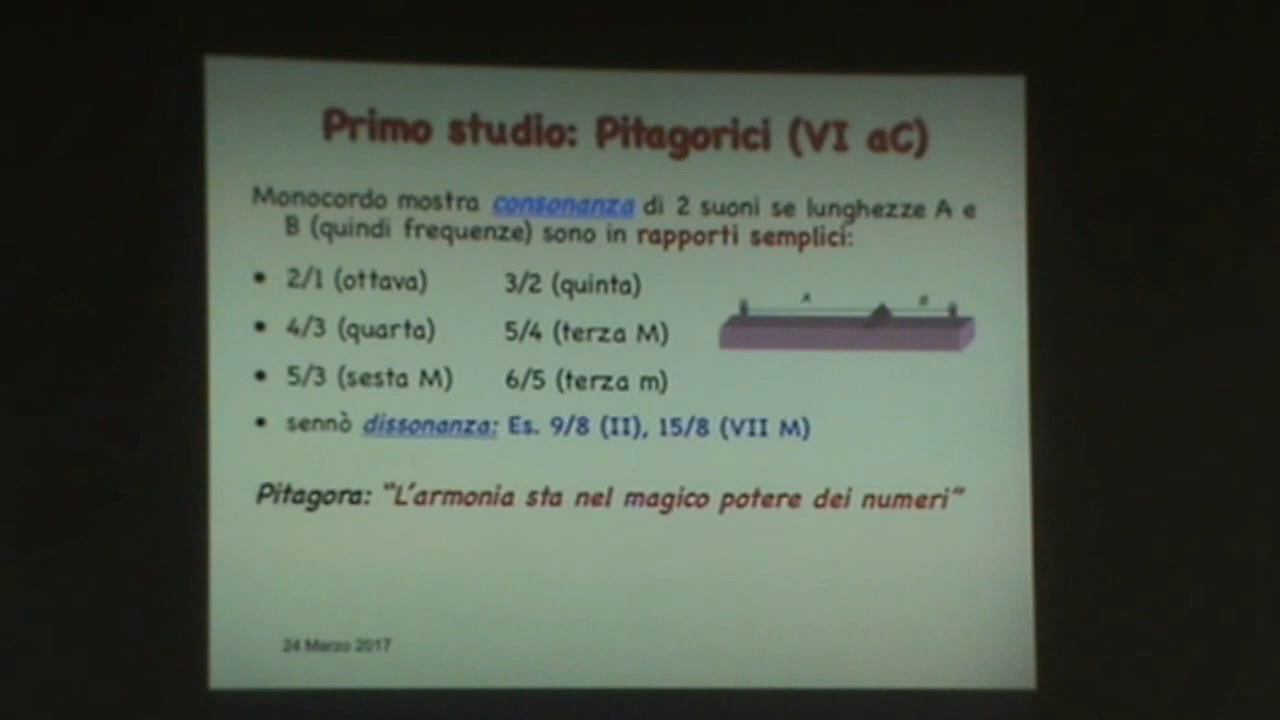 Primo studio: Pitagorici (VI aC)
Monocordo mostra consonanza di 2 suoni se lunghezze A e
B (quindi frequenze) sono in rapporti semplici:
• 2/1 (ottava) 3/2 (quinta)
A B
• 4/3 (quarta) 5/4 (terza M)
• 5/3 (sesta M) 6/5 (terza m)
• sennò dissonanza: Es. 9/8 (II), 15/8 (VII M)
Pitagora: "L'armonia sta nel magico potere dei numeri"
24 Marzo 2017